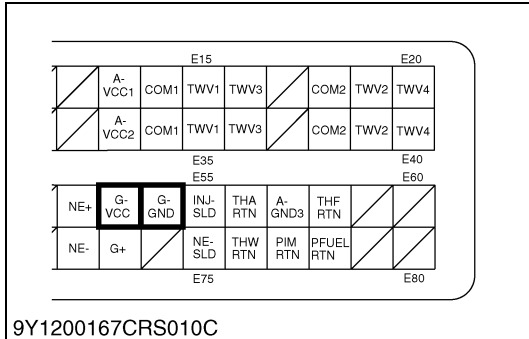 E15 E20
A-VCC1 COM1 TWV1 TWV3 COM2 TWV2 TWV4
A-VCC2 COM1 TWV1 TWV3 COM2 TWV2 TWV4
E35 E40
E55 E60
NE+ G-VCC G-GND INJ-SLD THA RTN A-GND3 THF RTN
NE- G+ NE-SLD THW RTN PIM RTN PFUEL RTN
E75 E80
9Y1200167CRS010C